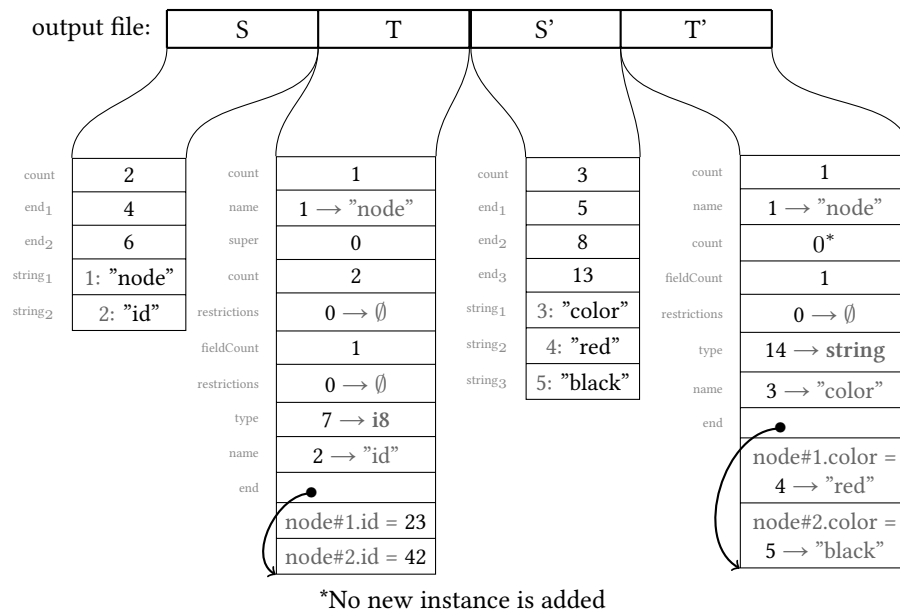 output file: S T S’ T’
count 2
end1 4
end2 6
string1 1: ”node”
string2 2: ”id”
count 1
name 1 → ”node”
super 0
count 2
restrictions 0 → ∅
fieldCount 1
restrictions 0 → ∅
type 7 → i8
name 2 → ”id”
end
node#1.id = 23
node#2.id = 42
count 3
end1 5
end2 8
end3 13
string1 3: ”color”
string2 4: ”red”
string3 5: ”black”
count 1
name 1 → ”node”
count 0*
fieldCount 1
restrictions 0 → ∅
type 14 → string
name 3 → ”color”
end
node#1.color =
4 → ”red”
node#2.color =
5 → ”black”
*No new instance is added